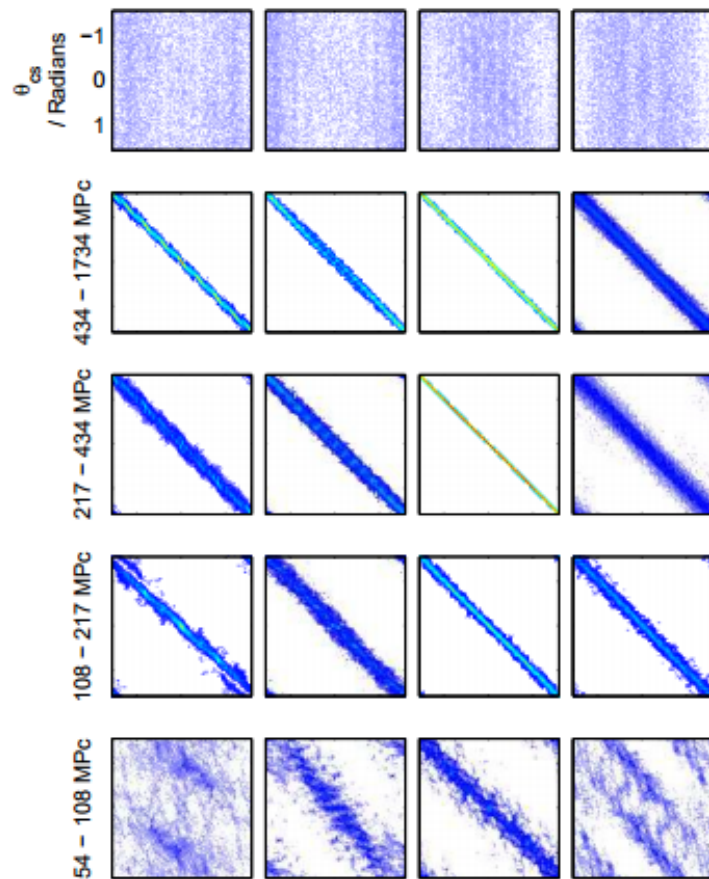 −1
0
1
θcs
/ Radians
434 − 1734 MPc
217 − 434 MPc
108 − 217 MPc
54 − 108 MPc